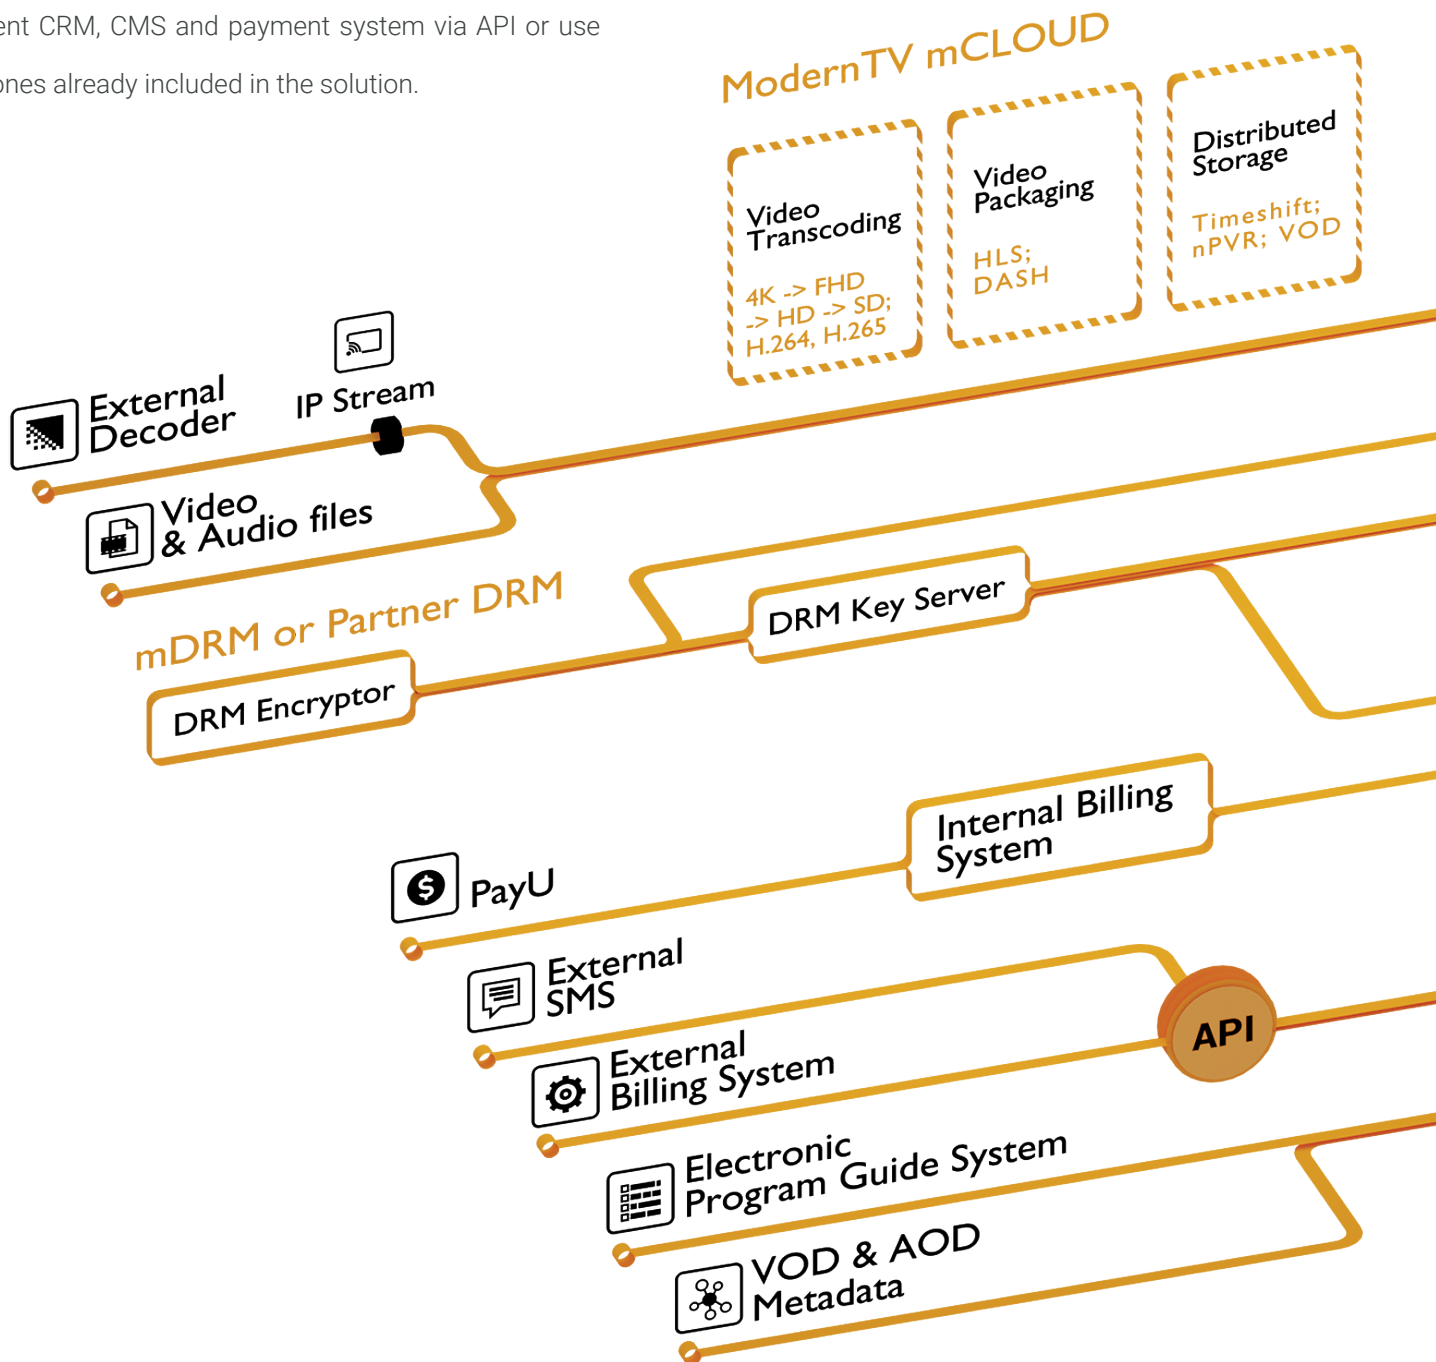 ent CRM, CMS and payment system via API or use
ones already included in the solution.
ModernTV mCLOUD
Video
Transcoding
4K -> FHD
-> HD -> SD;
H.264, H.265
Video
Packaging
HLS;
DASH
Distributed
Storage
Timeshift;
nPVR; VOD
External
Decoder
IP Stream
Video
& Audio files
mDRM or Partner DRM
DRM Encryptor
DRM Key Server
Internal Billing
System
PayU
External
SMS
External
Billing System
API
Electronic
Program Guide System
VOD & AOD
Metadata